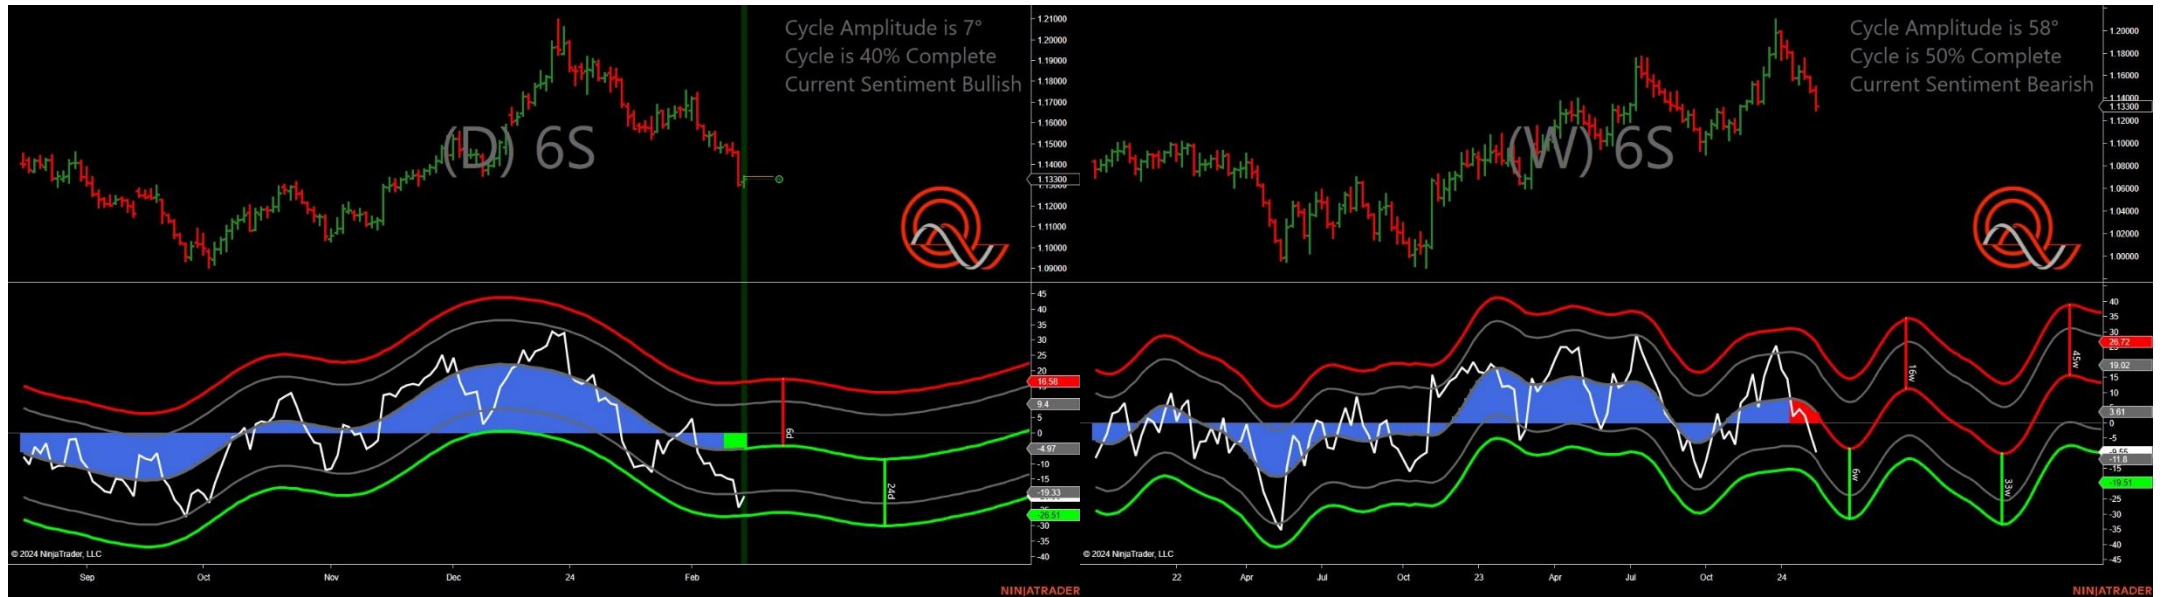 Cycle Amplitude is 7°
Cycle is 40% Complete
Current Sentiment Bullish
(D) 6S
1.21000
1.20000
1.19000
1.18000
1.17000
1.16000
1.15000
1.14000
1.13300
1.12000
1.11000
1.10000
1.09000
45
40
35
30
25
20
16.58
9.4
5
0
-4.97
-10
-15
-19.33
-26.51
-30
-35
-40
6d
24d
© 2024 NinjaTrader, LLC
Sep
Oct
Nov
Dec
24
Feb
NINJATRADER
Cycle Amplitude is 58°
Cycle is 50% Complete
Current Sentiment Bearish
(W) 6S
1.20000
1.18000
1.16000
1.14000
1.13300
1.12000
1.10000
1.08000
1.06000
1.04000
1.02000
1.00000
40
35
30
26.72
19.02
15
10
3.61
0
-5
-9.55
-11.8
-15
-19.51
-25
-30
-35
-40
-45
6w
16w
33w
45w
© 2024 NinjaTrader, LLC
22
Apr
Jul
Oct
23
Apr
Jul
Oct
24
NINJATRADER